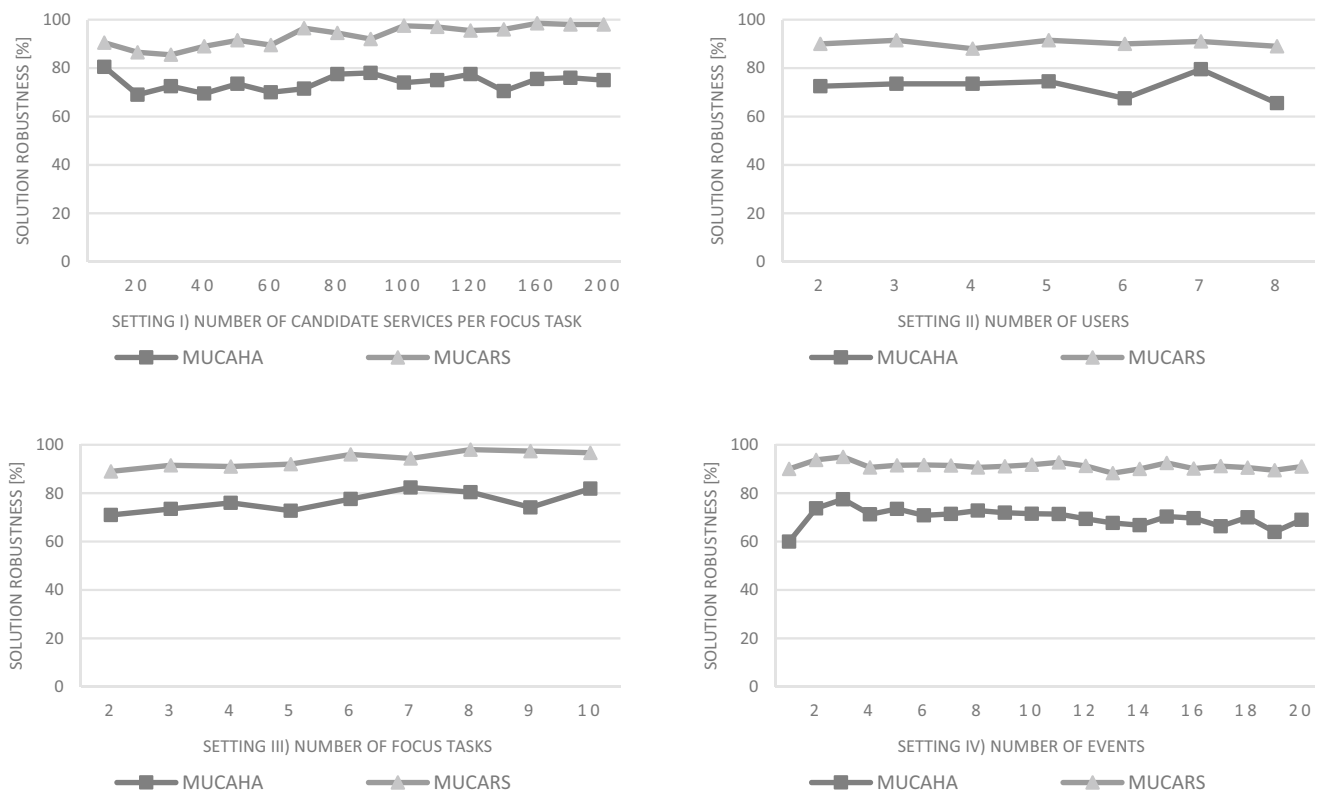 SOLUTION ROBUSTNESS [%]
100
80
60
40
20
0
20 40 60 80 100 120 160 200
SETTING I) NUMBER OF CANDIDATE SERVICES PER FOCUS TASK
MUCAHA MUCARS
SOLUTION ROBUSTNESS [%]
100
80
60
40
20
0
2 3 4 5 6 7 8
SETTING II) NUMBER OF USERS
MUCAHA MUCARS
SOLUTION ROBUSTNESS [%]
100
80
60
40
20
0
2 3 4 5 6 7 8 9 10
SETTING III) NUMBER OF FOCUS TASKS
MUCAHA MUCARS
SOLUTION ROBUSTNESS [%]
100
80
60
40
20
0
2 4 6 8 10 12 14 16 18 20
SETTING IV) NUMBER OF EVENTS
MUCAHA MUCARS